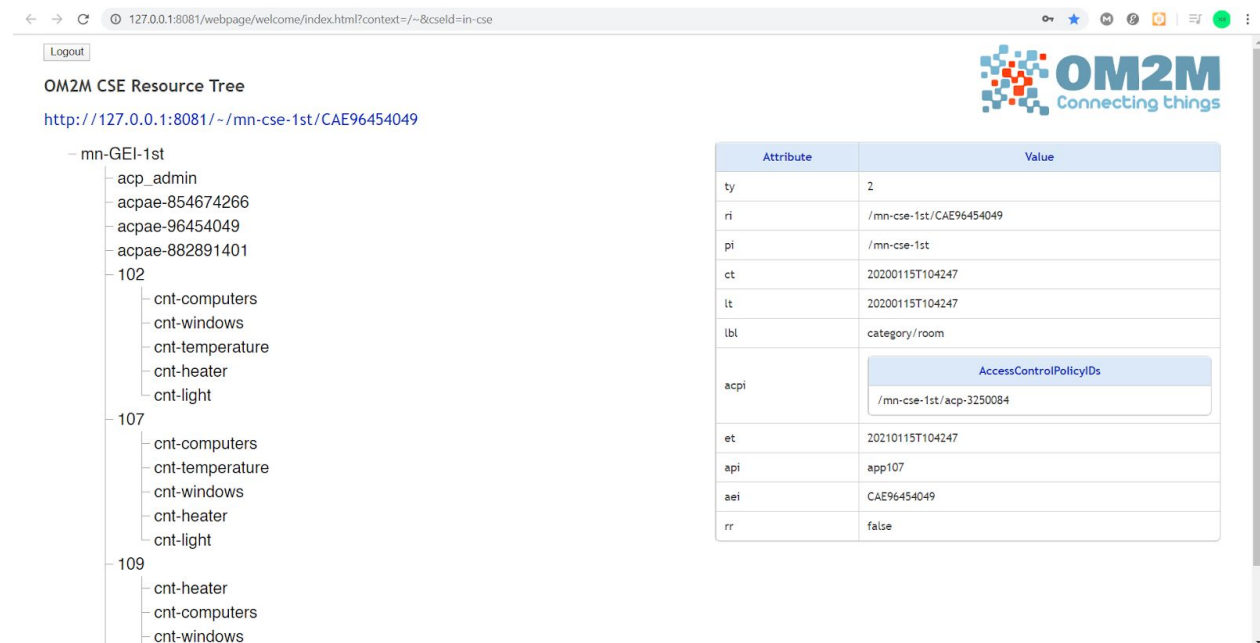 127.0.0.1:8081/webpage/welcome/index.html?context=/~&cseId=in-cse
Logout
OM2M
Connecting things
OM2M CSE Resource Tree
http://127.0.0.1:8081/~/mn-cse-1st/CAE96454049
mn-GEI-1st
acp_admin
acpae-854674266
acpae-96454049
acpae-882891401
102
cnt-computers
cnt-windows
cnt-temperature
cnt-heater
cnt-light
107
cnt-computers
cnt-temperature
cnt-windows
cnt-heater
cnt-light
109
cnt-heater
cnt-computers
cnt-windows
Attribute Value
ty 2
ri /mn-cse-1st/CAE96454049
pi /mn-cse-1st
ct 20200115T104247
lt 20200115T104247
lbl category/room
acpi AccessControlPolicyIDs
/mn-cse-1st/acp-3250084
et 20210115T104247
api app107
aei CAE96454049
rr false